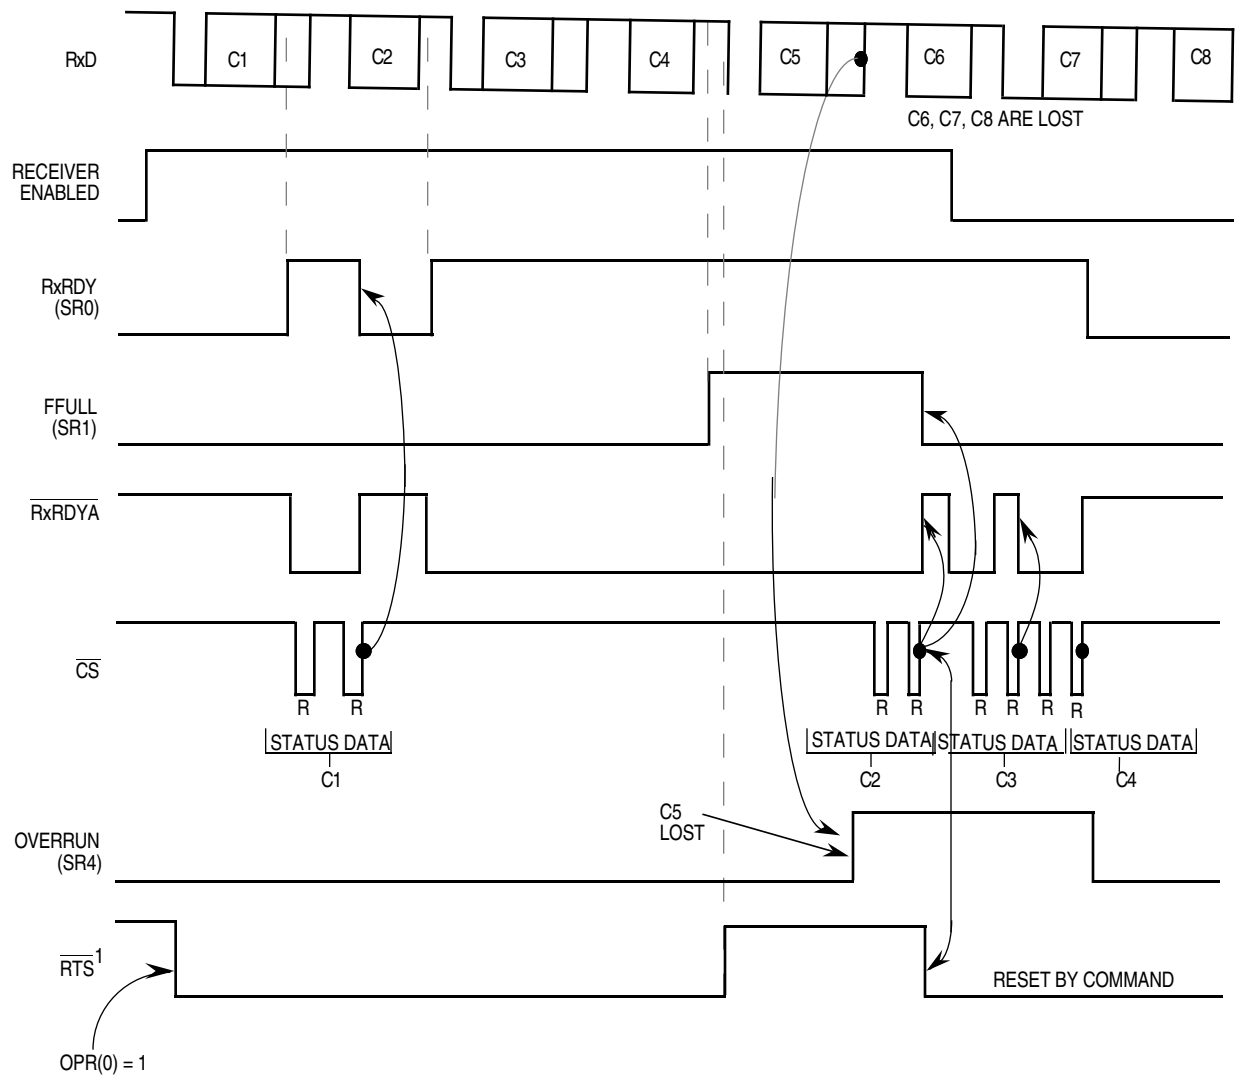 RxD
C1
C2
C3
C4
C5
C6
C7
C8
C6, C7, C8 ARE LOST
RECEIVER
ENABLED
RxRDY
(SR0)
FFULL
(SR1)
RxRDYA
CS
R
R
R
R
R
R
R
R
STATUS DATA
STATUS DATA
STATUS DATA
STATUS DATA
C1
C2
C3
C4
C5
LOST
OVERRUN
(SR4)
RTS1
RESET BY COMMAND
OPR(0) = 1